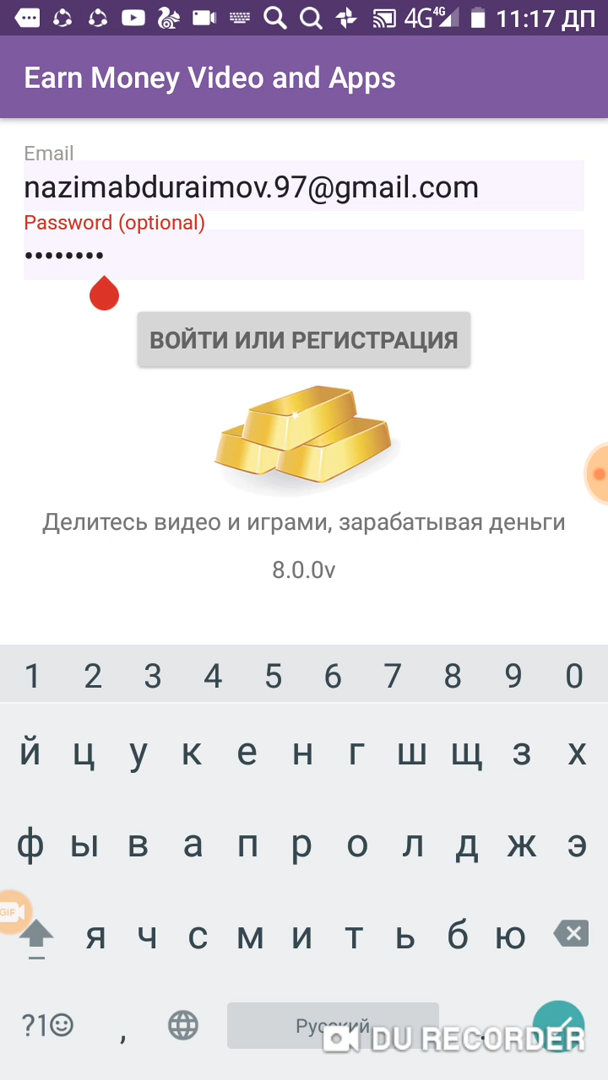 4G 4G 11:17 ДП
Earn Money Video and Apps
Email
nazimabduraimov.97@gmail.com
Password (optional)
••••••••
ВОЙТИ ИЛИ РЕГИСТРАЦИЯ
Делитесь видео и играми, зарабатывая деньги
8.0.0v
1 2 3 4 5 6 7 8 9 0
й ц у к е н г ш щ з х
ф ы в а п р о л д ж э
GIF
я ч с м и т ь б ю
?1☺ , Русский .
DU RECORDER